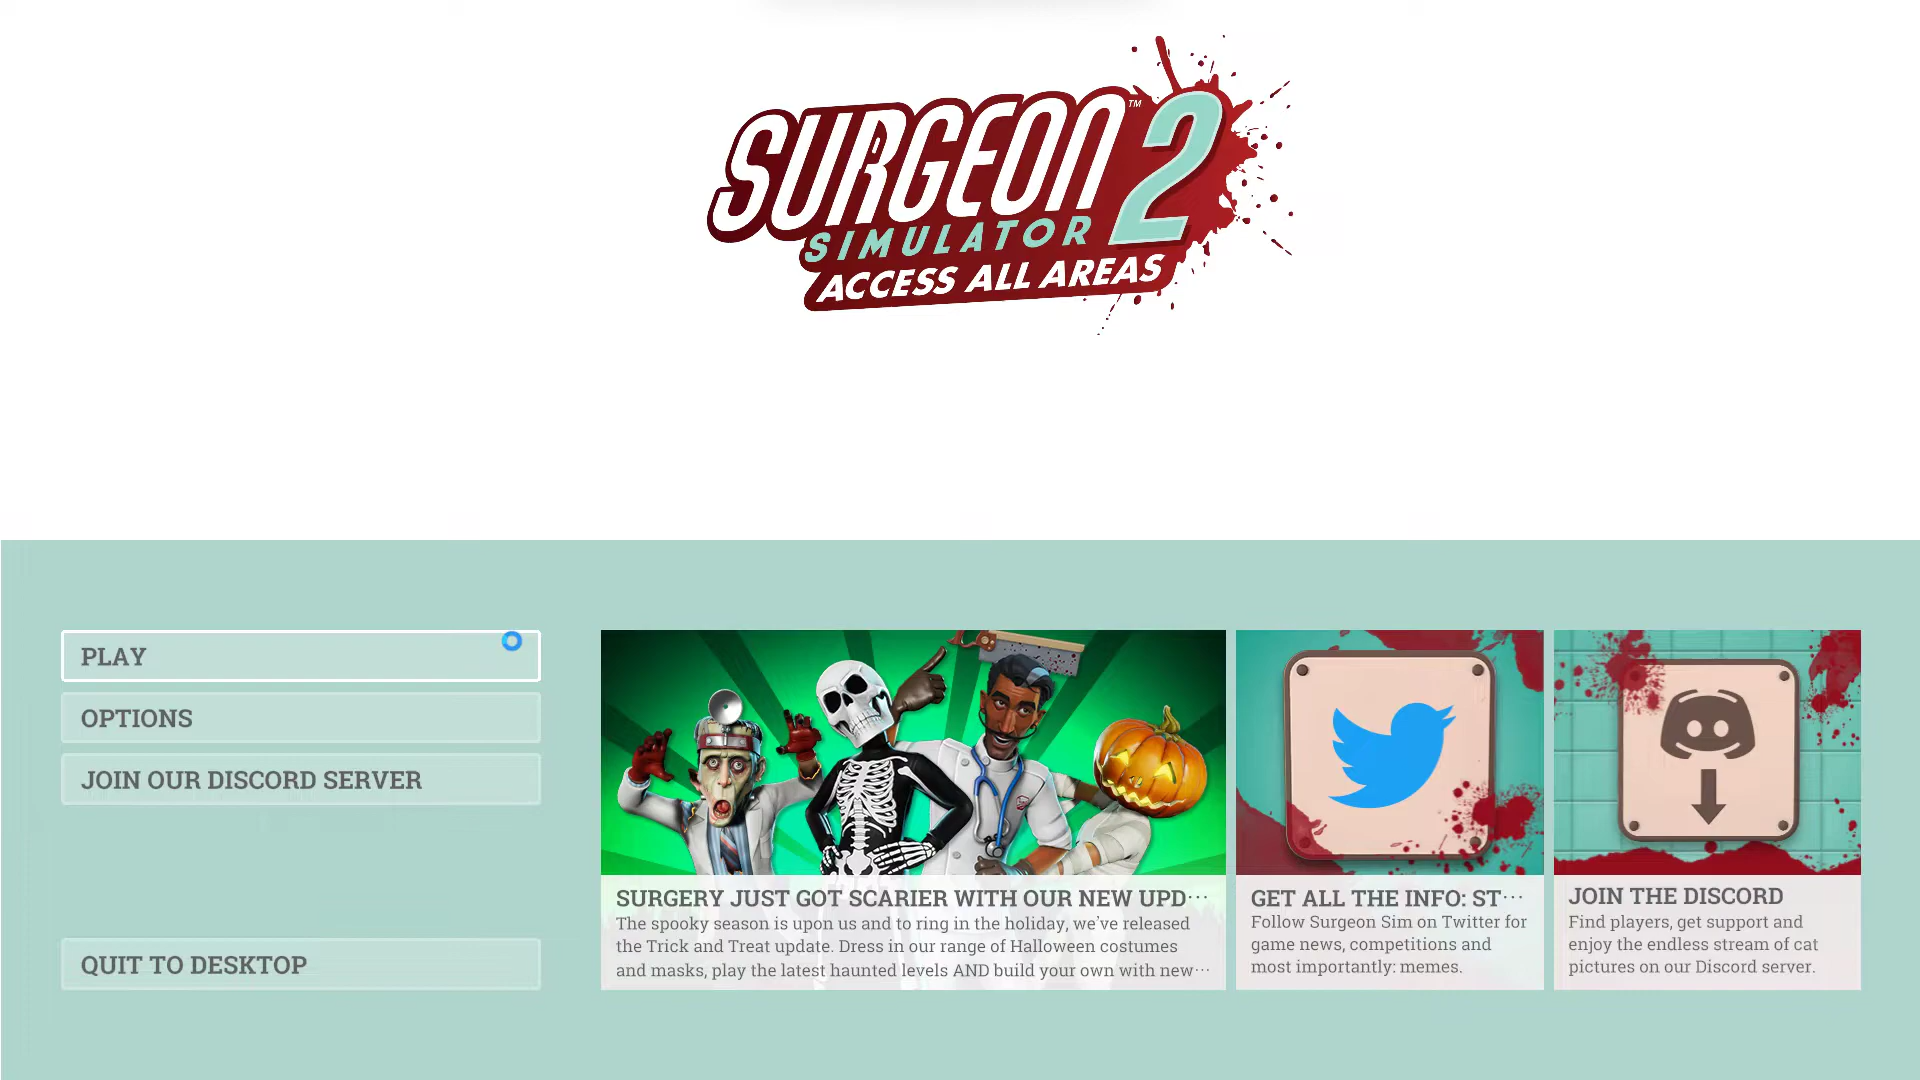 SURGEON 2 ™
SIMULATOR
ACCESS ALL AREAS
PLAY
OPTIONS
JOIN OUR DISCORD SERVER
QUIT TO DESKTOP
SURGERY JUST GOT SCARIER WITH OUR NEW UPD···
The spooky season is upon us and to ring in the holiday, we've released
the Trick and Treat update. Dress in our range of Halloween costumes
and masks, play the latest haunted levels AND build your own with new···
GET ALL THE INFO: ST···
Follow Surgeon Sim on Twitter for
game news, competitions and
most importantly: memes.
JOIN THE DISCORD
Find players, get support and
enjoy the endless stream of cat
pictures on our Discord server.